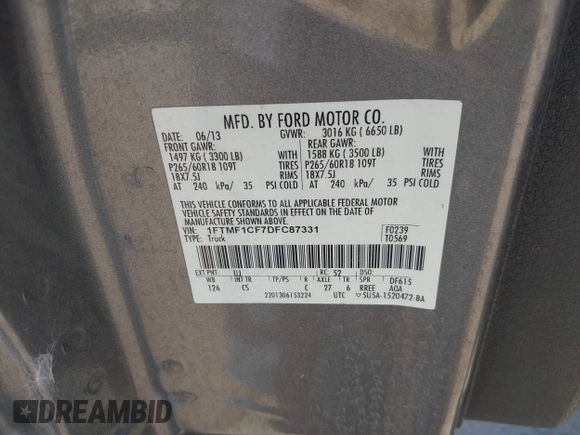 MFD. BY FORD MOTOR CO.
DATE: 06/13 GVWR: 3016 KG ( 6650 LB)
FRONT GAWR: REAR GAWR:
1497 KG ( 3300 LB) WITH 1588 KG ( 3500 LB) WITH
P265/60R18 109T TIRES P265/60R18 109T TIRES
18X7.5J RIMS 18X7.5J RIMS
AT 240 kPa/ 35 PSI COLD AT 240 kPa/ 35 PSI COLD
THIS VEHICLE CONFORMS TO ALL APPLICABLE FEDERAL MOTOR
VEHICLE SAFETY STANDARDS IN EFFECT ON THE DATE OF
MANUFACTURE SHOWN ABOVE.
VIN: 1FTMF1CF7DFC87331 F0239
TYPE: Truck T0569
EXT PNT: UJ RC: 52 DSO:
WB INT TR TP/PS R AXLE TR SPR DF615
126 CS C 27 6 RREE AOA
2201306153224 UTC ▽5U5A-1520472-BA
DREAMBID